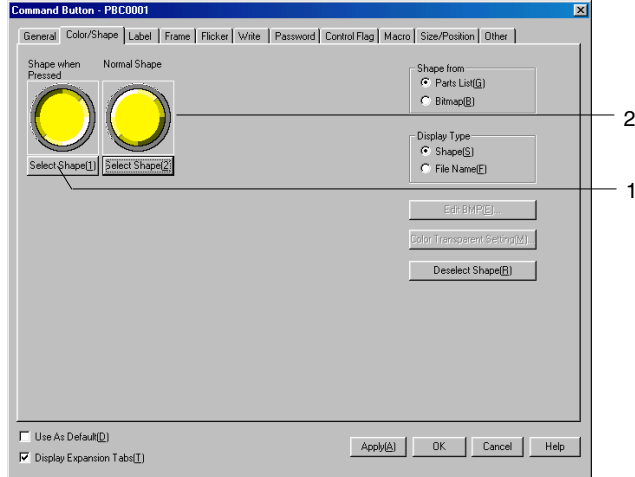 Command Button - PBC0001
General Color/Shape Label Frame Flicker Write Password Control Flag Macro Size/Position Other
Shape when Pressed
Normal Shape
Select Shape[1]
Select Shape[2]
Shape from
Parts List[G]
Bitmap[B]
2
Display Type
Shape[S]
File Name[F]
1
Edit BMP[E]...
Color Transparent Setting[M]...
Deselect Shape[R]
Use As Default[D]
Display Expansion Tabs[T]
Apply[A] OK Cancel Help